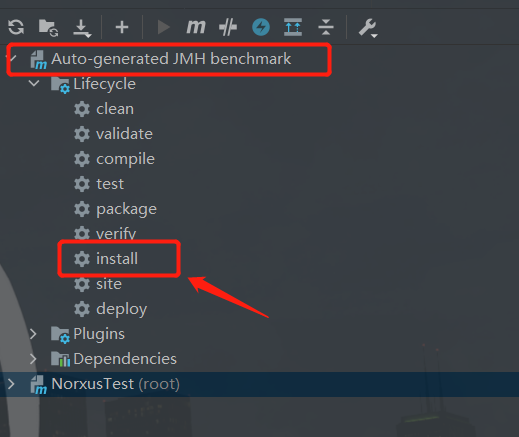 Auto-generated JMH benchmark
Lifecycle
clean
validate
compile
test
package
verify
install
site
deploy
Plugins
Dependencies
NorxusTest (root)